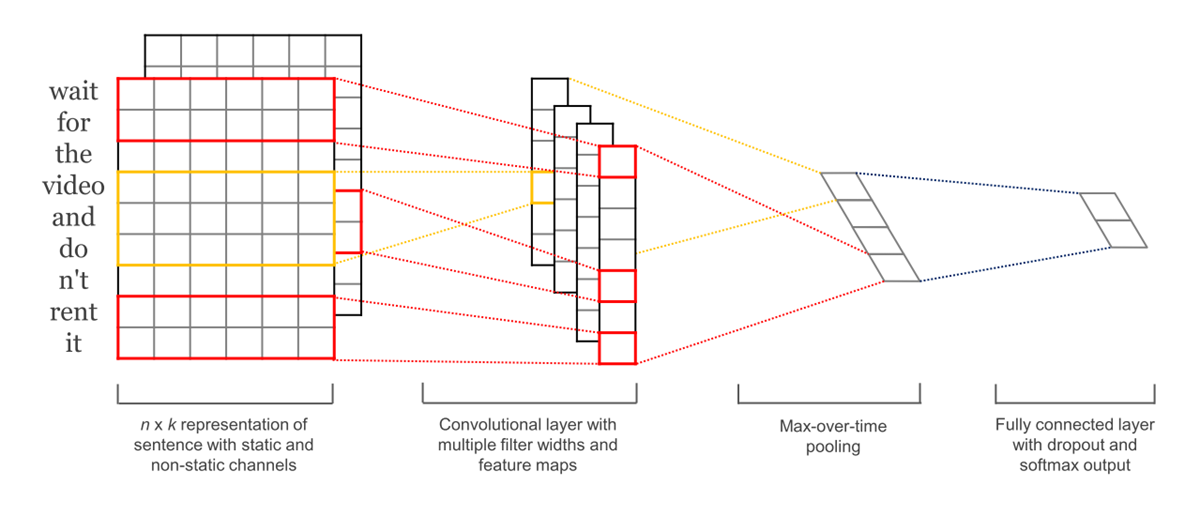 wait
for
the
video
and
do
n't
rent
it
n x k representation of
sentence with static and
non-static channels
Convolutional layer with
multiple filter widths and
feature maps
Max-over-time
pooling
Fully connected layer
with dropout and
softmax output